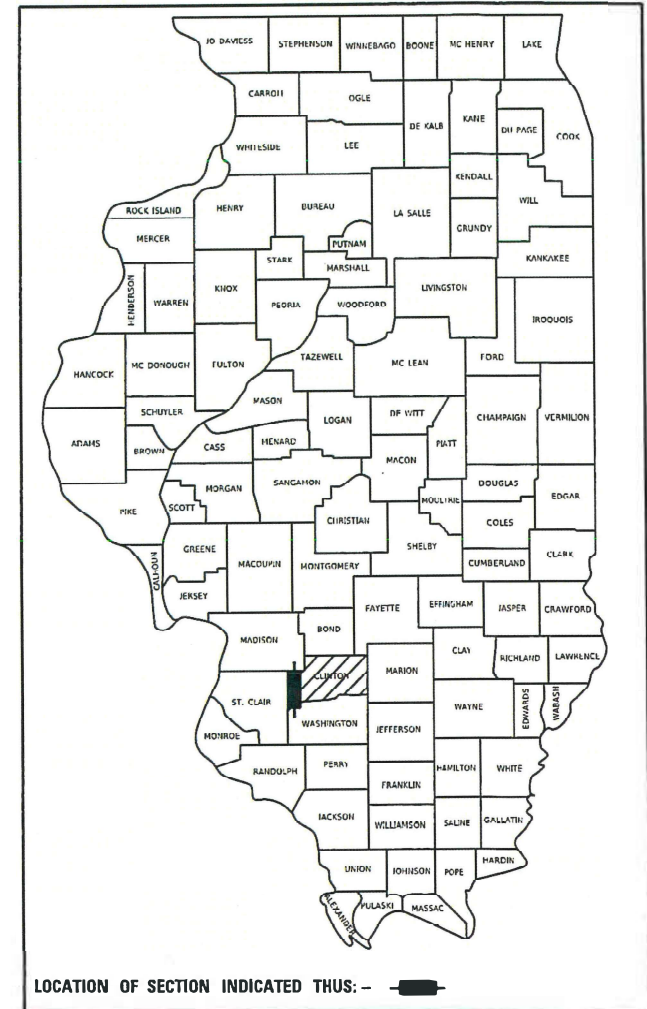 JO DAVIESS STEPHENSON WINNEBAGO BOONE MC HENRY LAKE
CARROLL OGLE DE KALB KANE DU PAGE COOK
WHITESIDE LEE
KENDALL WILL
ROCK ISLAND HENRY BUREAU LA SALLE GRUNDY
MERCER PUTNAM
STARK MARSHALL KANKAKEE
HENDERSON WARREN KNOX PEORIA WOODFORD LIVINGSTON IROQUOIS
HANCOCK MC DONOUGH FULTON TAZEWELL MC LEAN FORD
MASON
SCHUYLER LOGAN DE WITT CHAMPAIGN VERMILION
ADAMS BROWN CASS MENARD PIATT
MACON
PIKE SCOTT MORGAN SANGAMON MOULTRIE DOUGLAS EDGAR
CHRISTIAN COLES
CALHOUN GREENE MACOUPIN MONTGOMERY SHELBY CUMBERLAND CLARK
JERSEY FAYETTE EFFINGHAM JASPER CRAWFORD
MADISON BOND
CLAY RICHLAND LAWRENCE
CLINTON MARION
ST. CLAIR WAYNE EDWARDS WABASH
MONROE WASHINGTON JEFFERSON
RANDOLPH PERRY HAMILTON WHITE
FRANKLIN
JACKSON WILLIAMSON SALINE GALLATIN
UNION JOHNSON POPE HARDIN
ALEXANDER PULASKI MASSAC
LOCATION OF SECTION INDICATED THUS: -